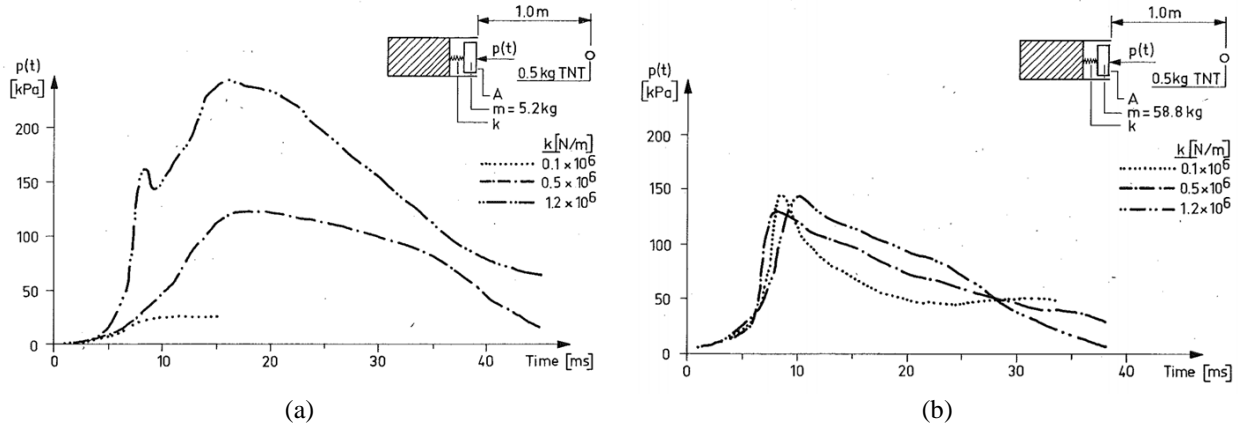 p(t)
[kPa]
200
150
100
50
0
0
10
20
30
40
Time [ms]
1.0m
p(t)
0.5kg TNT
A
m = 5.2kg
k
k [N/m]
0.1 x 10⁶
0.5 x 10⁶
1.2 x 10⁶
(a)
p(t)
[kPa]
200
150
100
50
0
0
10
20
30
40
Time [ms]
1.0m
p(t)
0.5kg TNT
A
m = 58.8kg
k
k [N/m]
0.1 x 10⁶
0.5 x 10⁶
1.2 x 10⁶
(b)